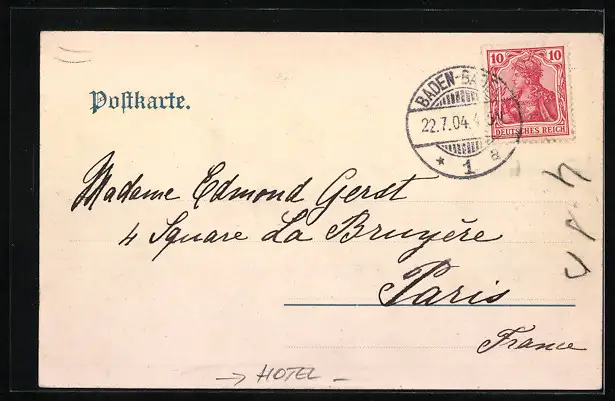 Postkarte.
10 10
DEUTSCHES REICH
BADEN-BADEN
22.7.04.
* 1 a
Madame Edmond Gerst
4 Square La Bruyère
Paris
France
→ HOTEL -